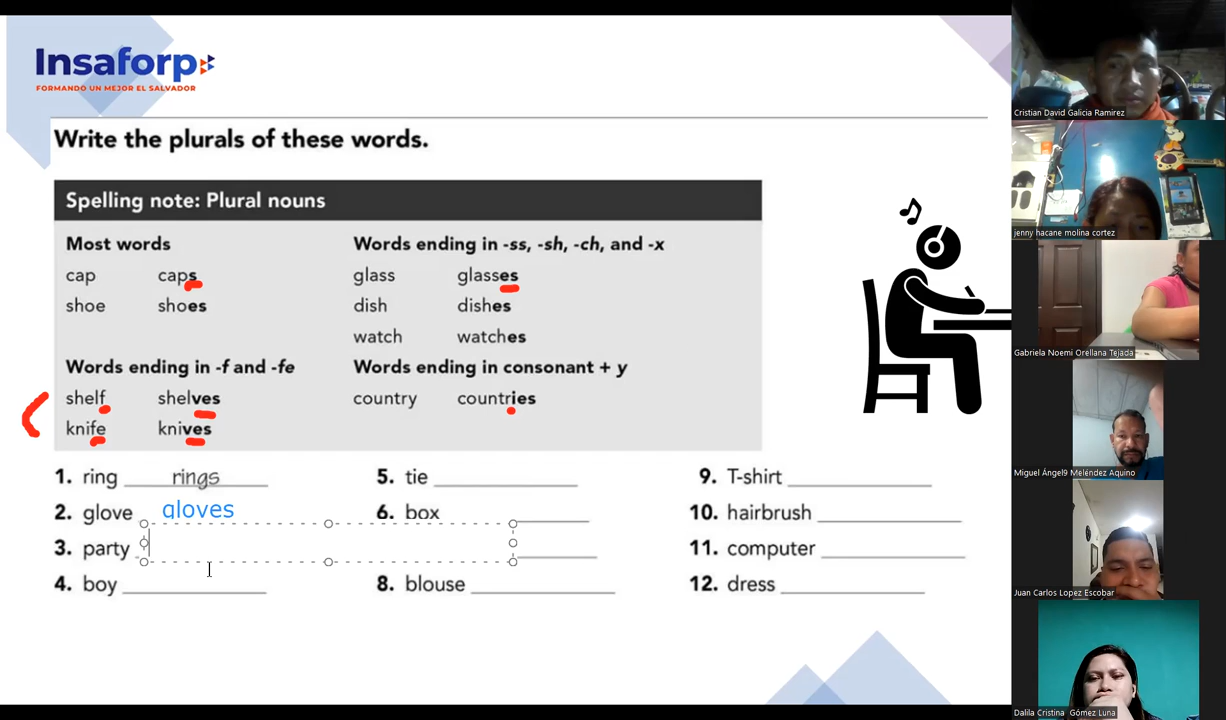 Insaforp
FORMANDO UN MEJOR EL SALVADOR
Write the plurals of these words.
Spelling note: Plural nouns
Most words
cap caps
shoe shoes
Words ending in -ss, -sh, -ch, and -x
glass glasses
dish dishes
watch watches
Words ending in -f and -fe
shelf shelves
knife knives
Words ending in consonant + y
country countries
1. ring rings
2. glove gloves
3. party
4. boy
5. tie
6. box
8. blouse
9. T-shirt
10. hairbrush
11. computer
12. dress
Cristian David Galicia Ramirez
jenny hacane molina cortez
Gabriela Noemi Orellana Tejada
Miguel Ángel9 Meléndez Aquino
Juan Carlos Lopez Escobar
Dalila Cristina Gómez Luna